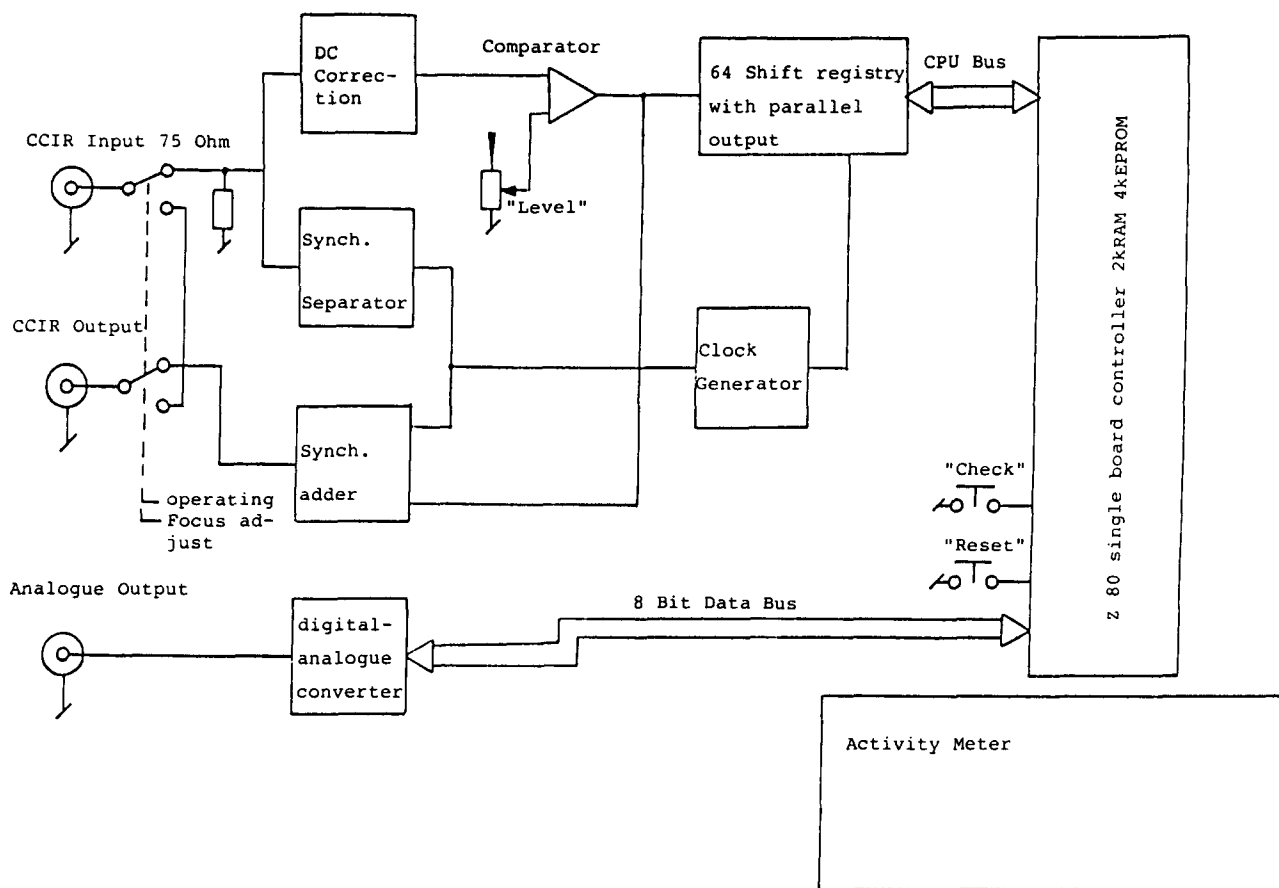 DC
Correc-
tion
Comparator
64 Shift registry
with parallel
output
CPU Bus
CCIR Input 75 Ohm
"Level"
Synch.
Separator
CCIR Output
Clock
Generator
Synch.
adder
operating
Focus ad-
just
"Check"
"Reset"
Z 80 single board controller 2kRAM 4kEPROM
Analogue Output
8 Bit Data Bus
digital-
analogue
converter
Activity Meter